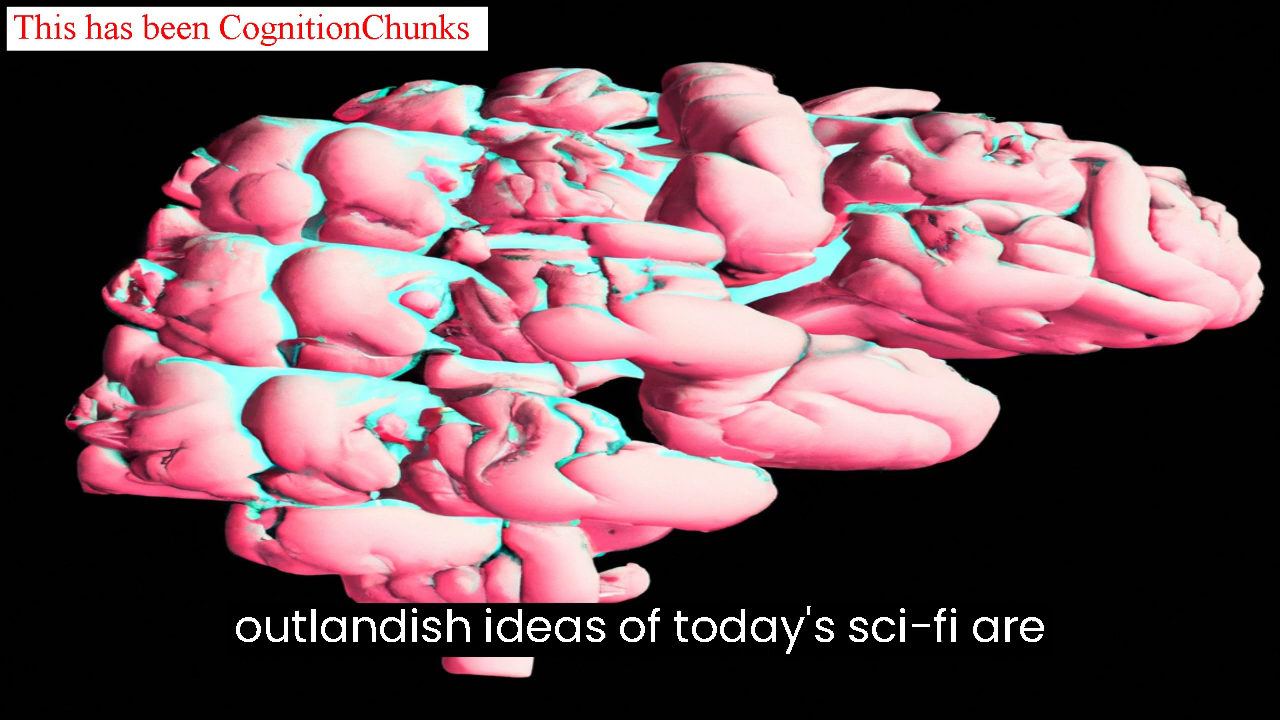 This has been CognitionChunks
outlandish ideas of today's sci-fi are